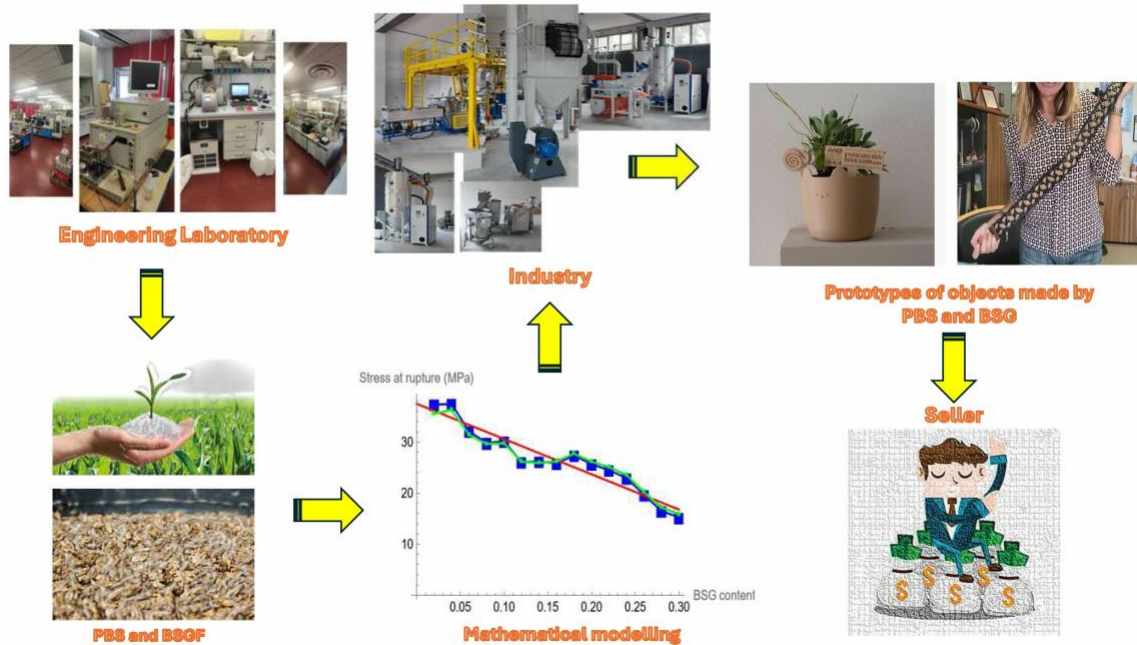 Engineering Laboratory
Industry
Prototypes of objects made by
PBS and BSG
Seller
$
$
$
$
$
PBS and BSGF
Stress at rupture (MPa)
30
20
10
0.05
0.10
0.15
0.20
0.25
0.30
BSG content
Mathematical modelling